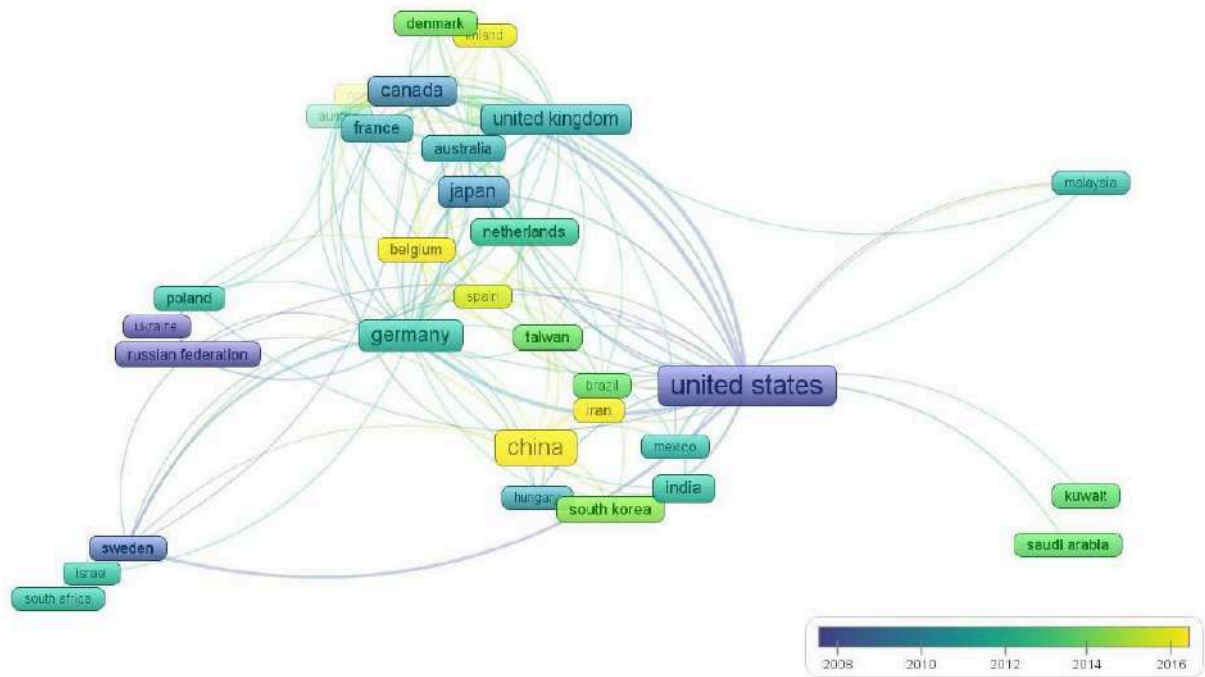 denmark
finland
canada
united kingdom
france
australia
malaysia
japan
netherlands
belgium
poland
spain
ukraine
germany
taiwan
russian federation
united states
brazil
iran
china
mexico
india
hungary
kuwait
south korea
sweden
saudi arabia
israel
south africa
2008 2010 2012 2014 2016